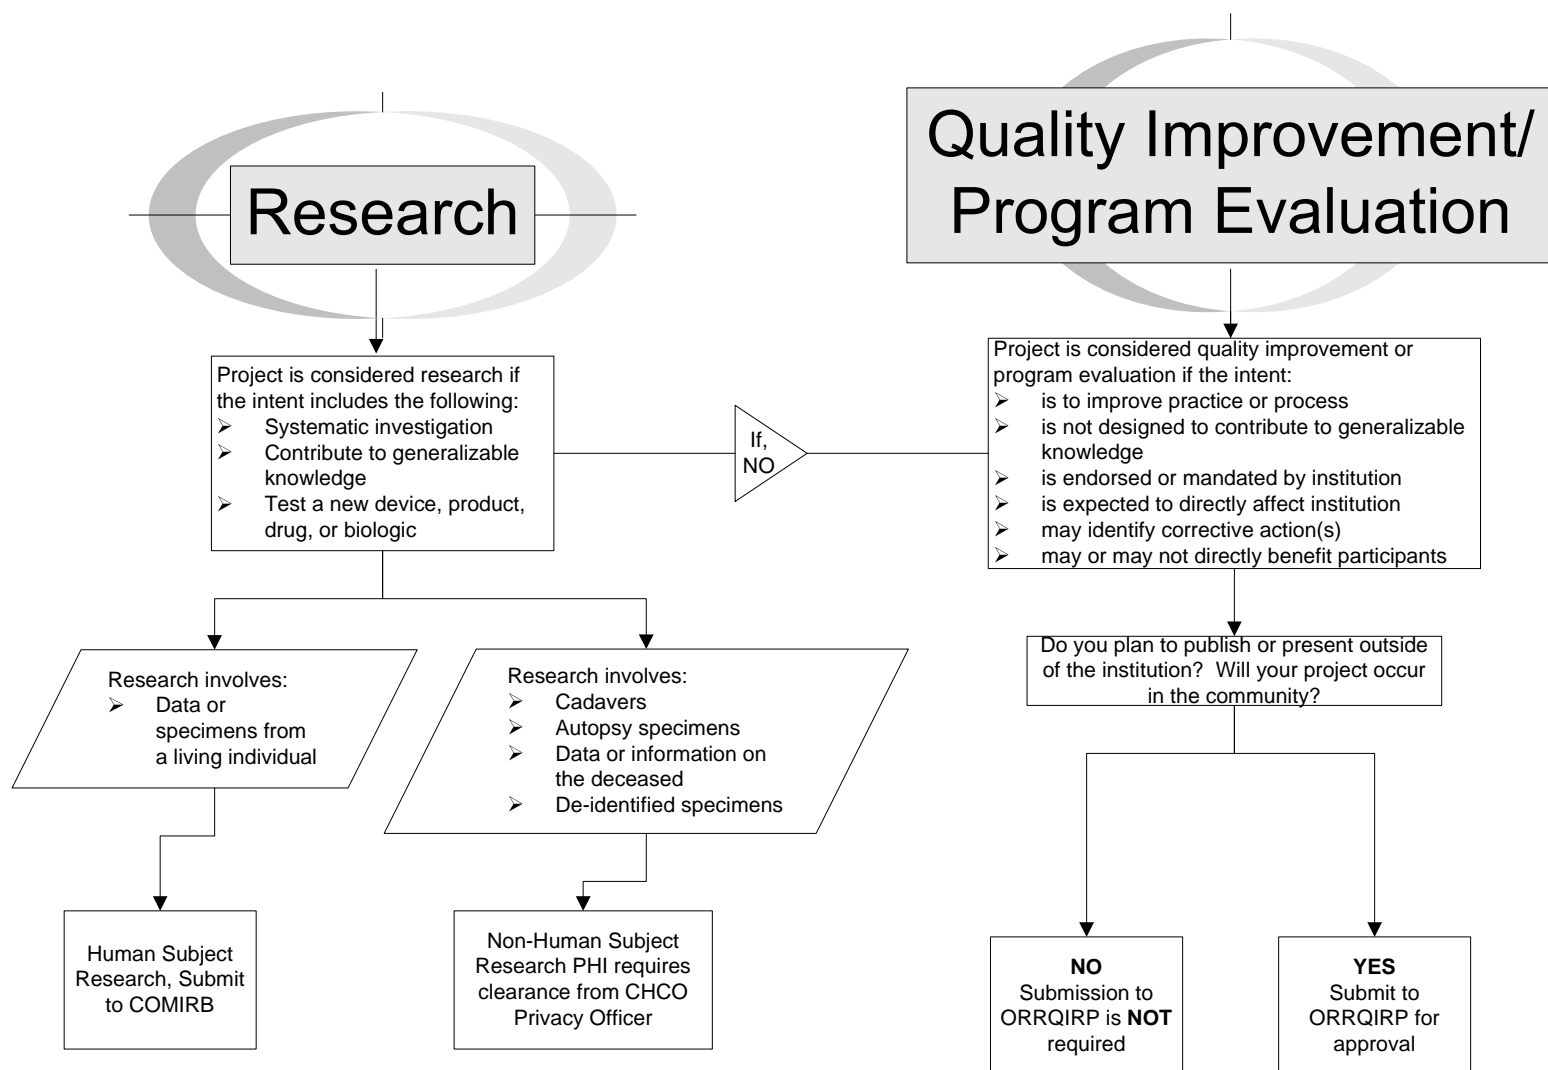 Research
Quality Improvement/
Program Evaluation
Project is considered research if
the intent includes the following:
➢ Systematic investigation
➢ Contribute to generalizable
knowledge
➢ Test a new device, product,
drug, or biologic
If,
NO
Project is considered quality improvement or
program evaluation if the intent:
➢ is to improve practice or process
➢ is not designed to contribute to generalizable
knowledge
➢ is endorsed or mandated by institution
➢ is expected to directly affect institution
➢ may identify corrective action(s)
➢ may or may not directly benefit participants
Research involves:
➢ Data or
specimens from
a living individual
Research involves:
➢ Cadavers
➢ Autopsy specimens
➢ Data or information on
the deceased
➢ De-identified specimens
Do you plan to publish or present outside
of the institution? Will your project occur
in the community?
Human Subject
Research, Submit
to COMIRB
Non-Human Subject
Research PHI requires
clearance from CHCO
Privacy Officer
NO
Submission to
ORRQIRP is NOT
required
YES
Submit to
ORRQIRP for
approval